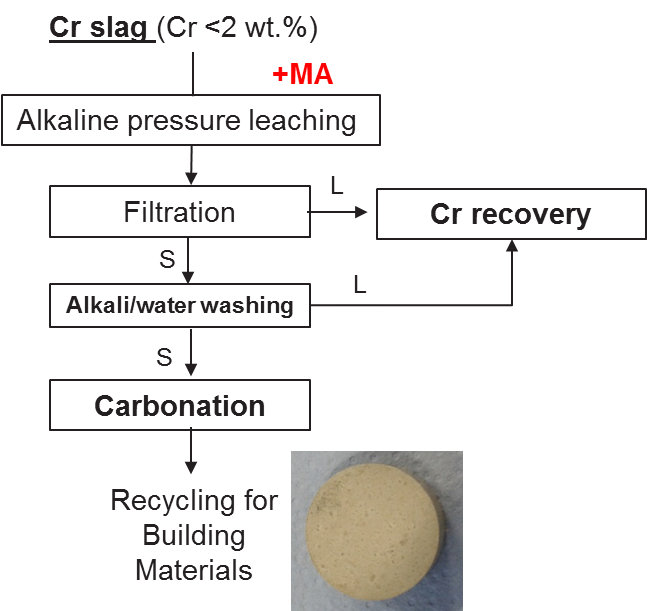 Cr slag (Cr <2 wt.%)
+MA
Alkaline pressure leaching
L
Filtration
Cr recovery
S
Alkali/water washing
L
S
Carbonation
Recycling for
Building
Materials